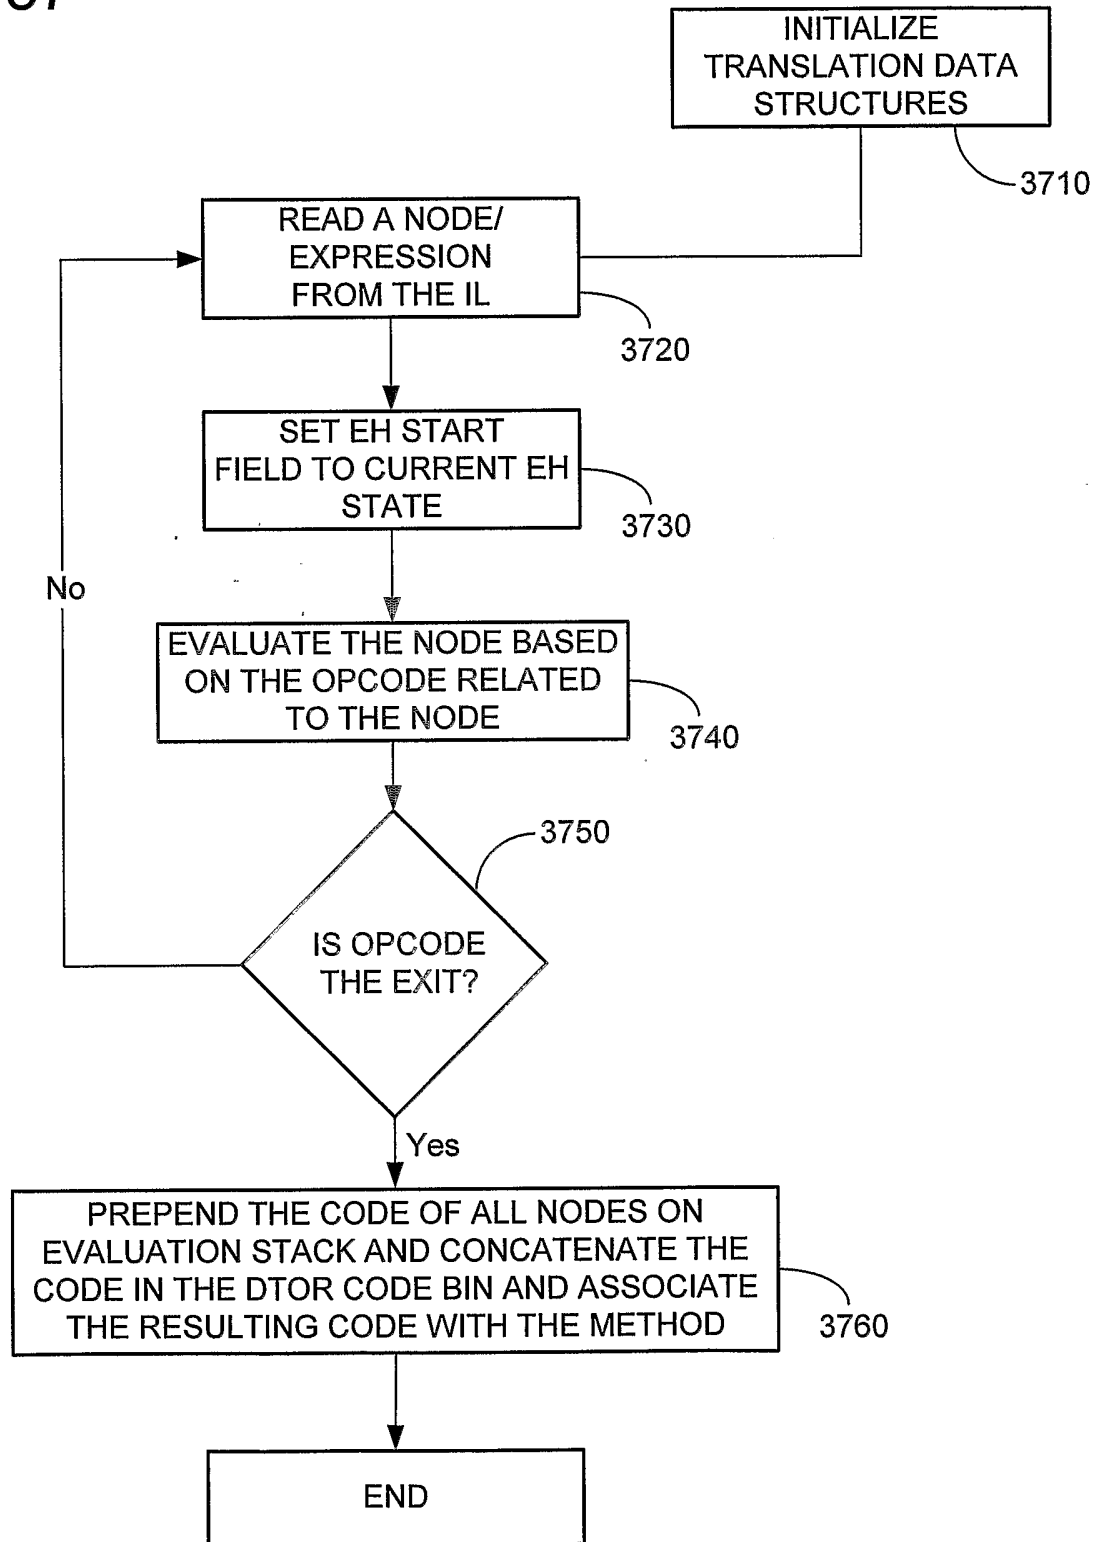 INITIALIZE
TRANSLATION DATA
STRUCTURES
3710
READ A NODE/
EXPRESSION
FROM THE IL
3720
SET EH START
FIELD TO CURRENT EH
STATE
3730
No
EVALUATE THE NODE BASED
ON THE OPCODE RELATED
TO THE NODE
3740
3750
IS OPCODE
THE EXIT?
Yes
PREPEND THE CODE OF ALL NODES ON
EVALUATION STACK AND CONCATENATE THE
CODE IN THE DTOR CODE BIN AND ASSOCIATE
THE RESULTING CODE WITH THE METHOD
3760
END